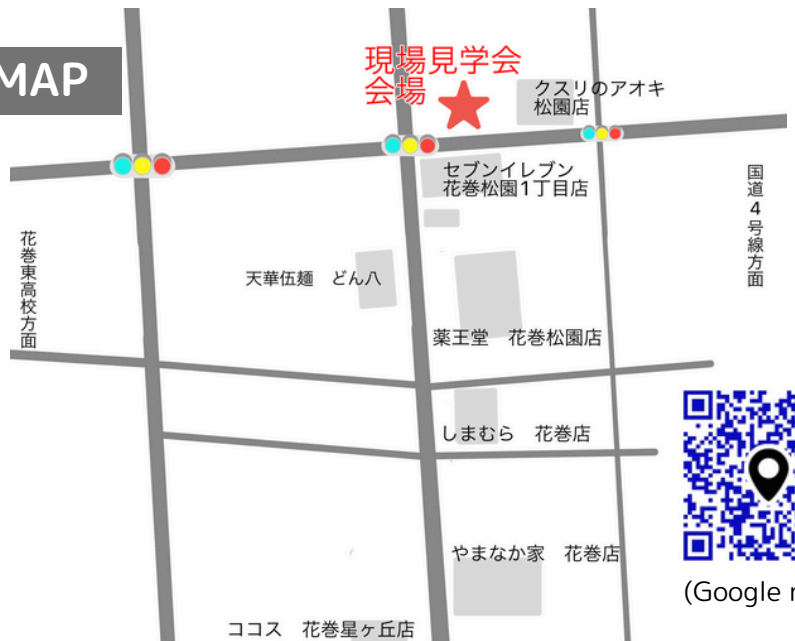 MAP
現場見学会
会場
クスリのアオキ
松園店
セブンイレブン
花巻松園1丁目店
国道4号線方面
花巻東高校方面
天華伍麺　どん八
薬王堂　花巻松園店
しまむら　花巻店
やまなか家　花巻店
(Google
ココス　花巻星ヶ丘店